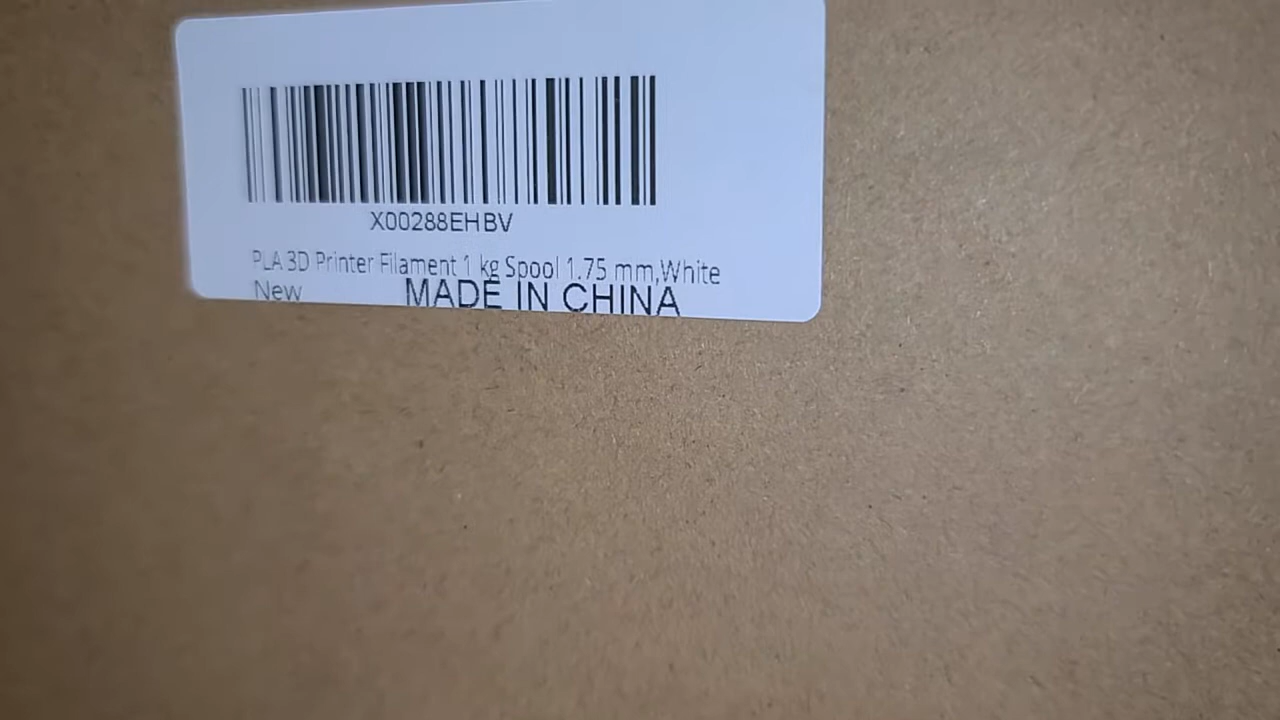 X00288EHBV
PLA 3D Printer Filament 1 kg Spool 1.75 mm,White
New MADE IN CHINA